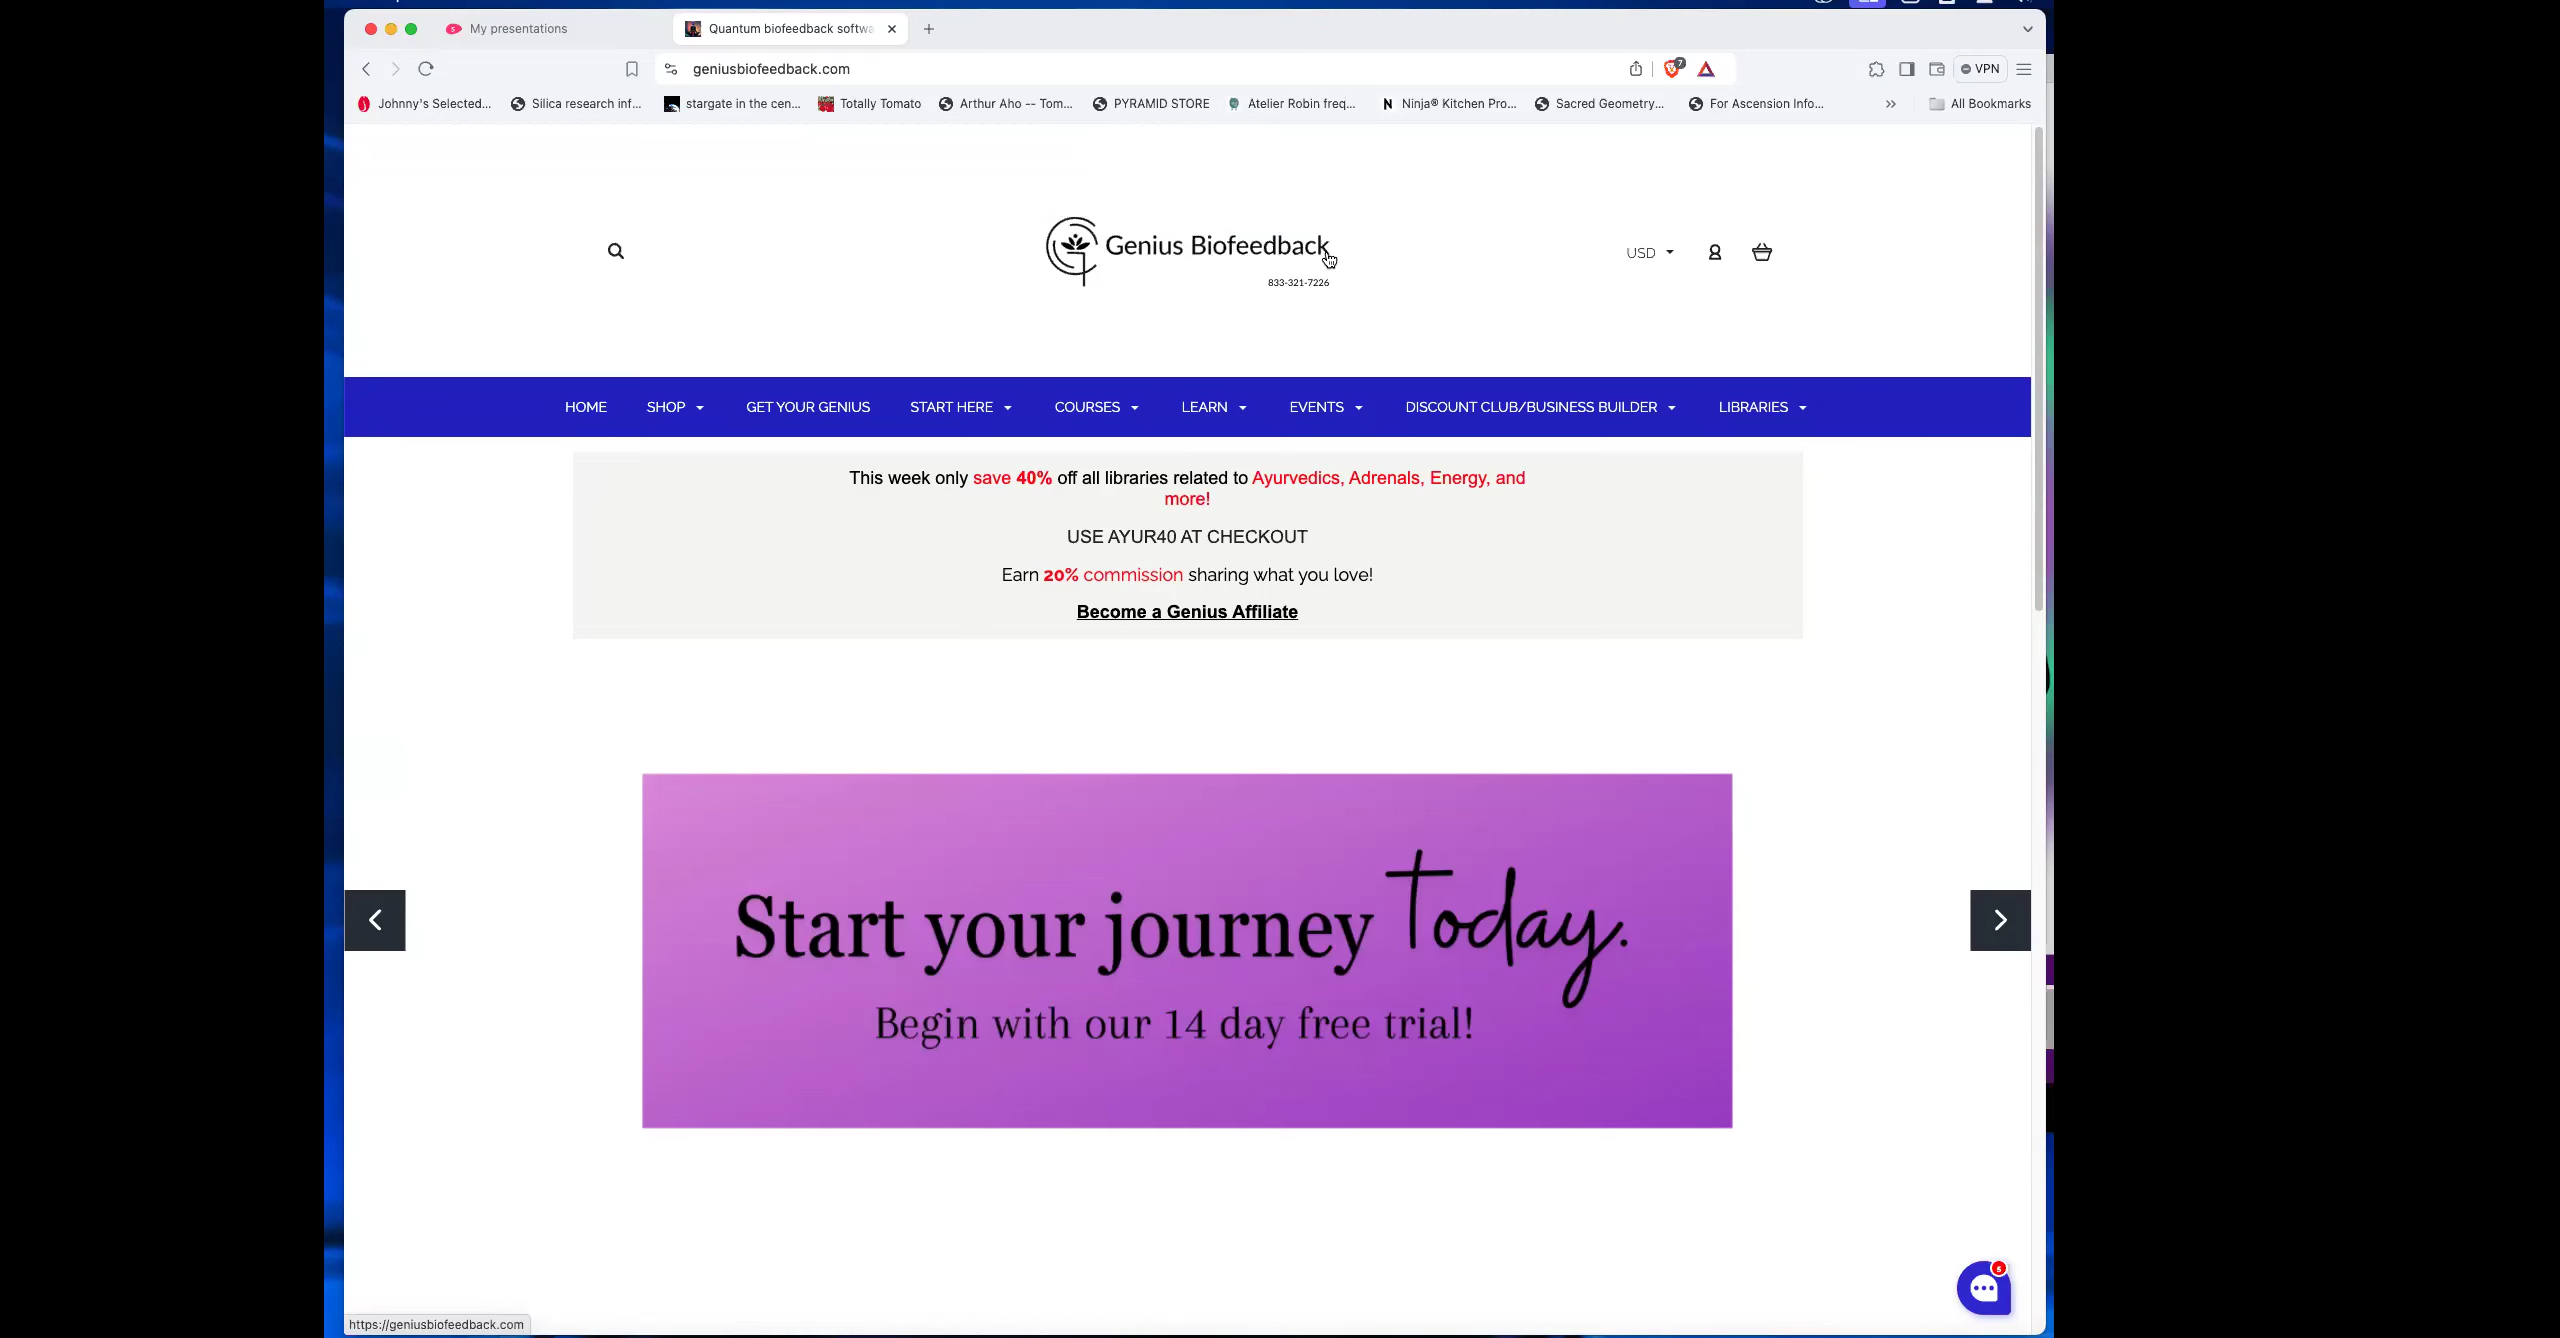 My presentations
Quantum biofeedback softwa
geniusbiofeedback.com
7
VPN
Johnny's Selected...
Silica research inf...
stargate in the cen...
Totally Tomato
Arthur Aho -- Tom...
PYRAMID STORE
Atelier Robin freq...
Ninja® Kitchen Pro...
Sacred Geometry...
For Ascension Info...
All Bookmarks
Genius Biofeedback
833-321-7226
USD
HOME
SHOP
GET YOUR GENIUS
START HERE
COURSES
LEARN
EVENTS
DISCOUNT CLUB/BUSINESS BUILDER
LIBRARIES
This week only save 40% off all libraries related to Ayurvedics, Adrenals, Energy, and
more!
USE AYUR40 AT CHECKOUT
Earn 20% commission sharing what you love!
Become a Genius Affiliate
Start your journey Today.
Begin with our 14 day free trial!
https://geniusbiofeedback.com